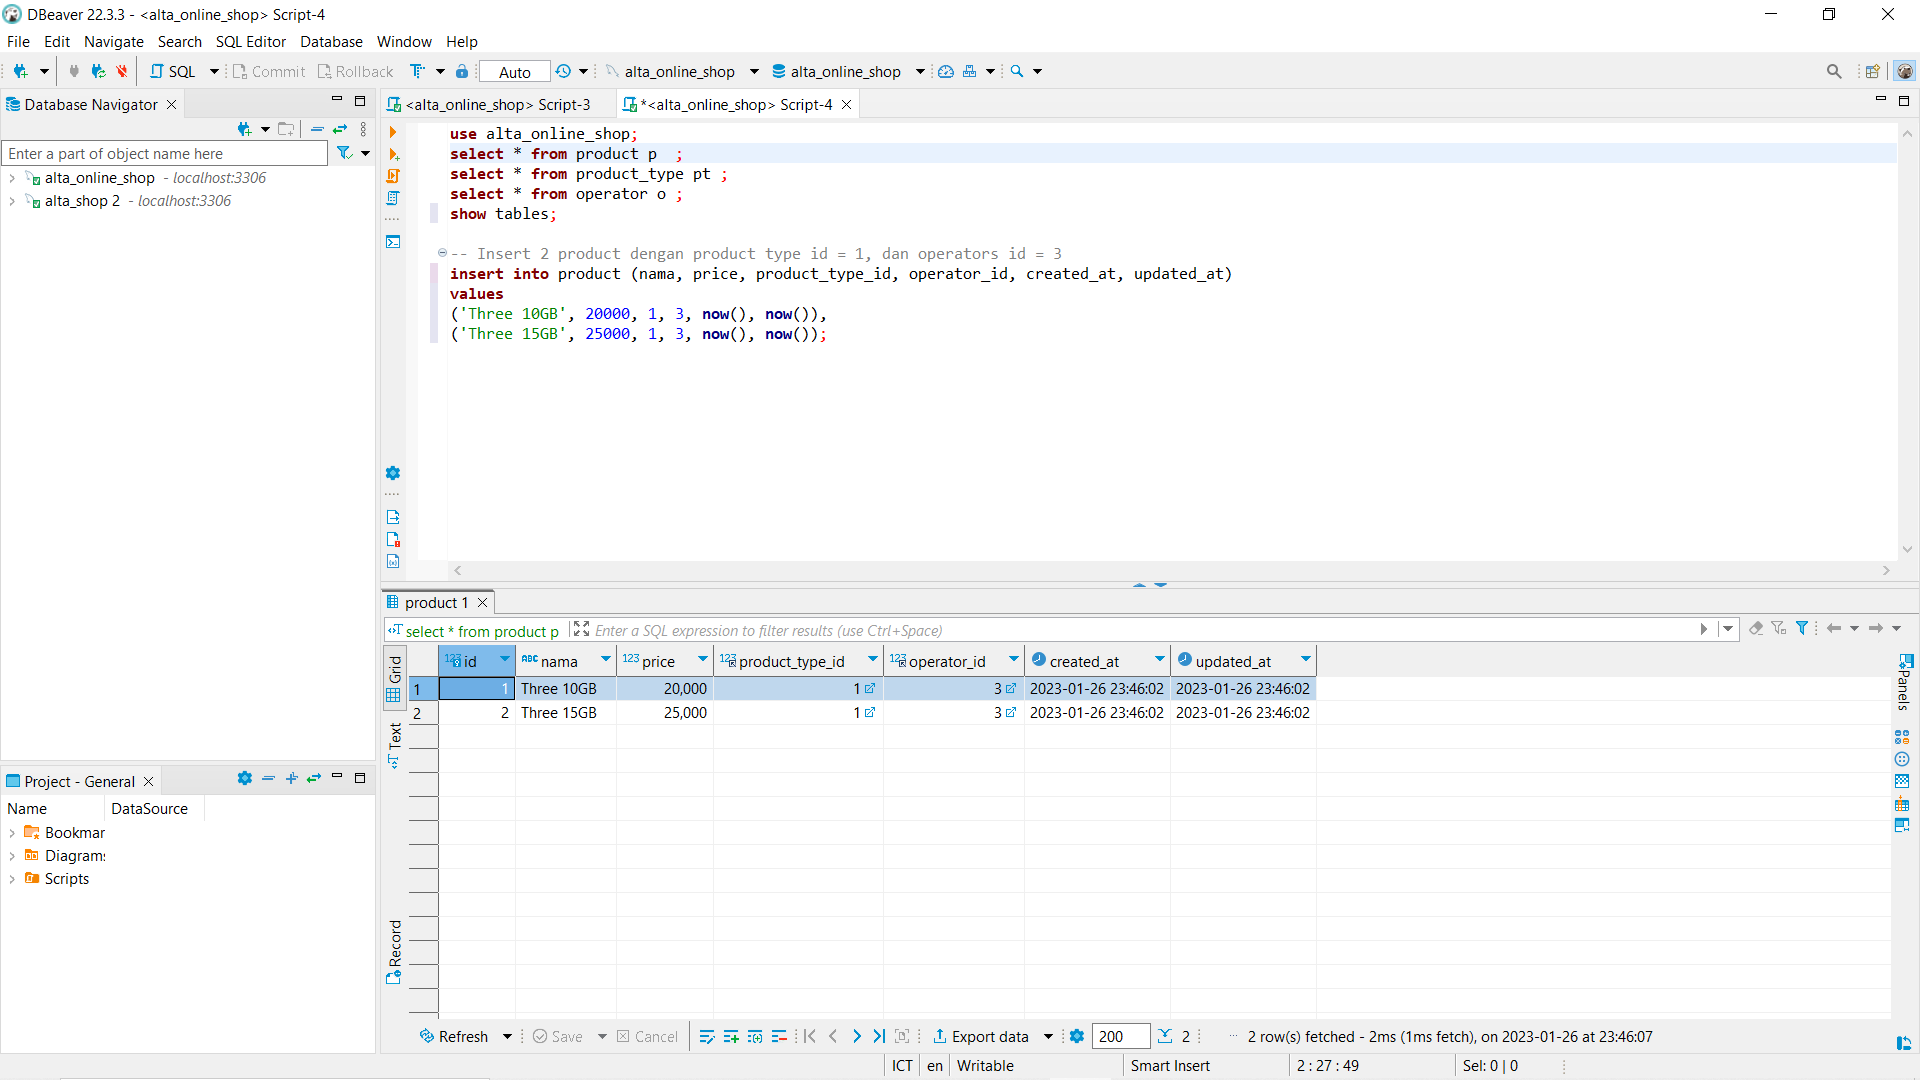 DBeaver 22.3.3 - <alta_online_shop> Script-4
File Edit Navigate Search SQL Editor Database Window Help
SQL Commit Rollback Auto alta_online_shop alta_online_shop
Database Navigator
Enter a part of object name here
alta_online_shop - localhost:3306
alta_shop 2 - localhost:3306
<alta_online_shop> Script-3 *<alta_online_shop> Script-4
use alta_online_shop;
select * from product p ;
select * from product_type pt ;
select * from operator o ;
show tables;
-- Insert 2 product dengan product type id = 1, dan operators id = 3
insert into product (nama, price, product_type_id, operator_id, created_at, updated_at)
values
('Three 10GB', 20000, 1, 3, now(), now()),
('Three 15GB', 25000, 1, 3, now(), now());
Project - General
Name DataSource
Bookmar
Diagrams
Scripts
product 1
select * from product p Enter a SQL expression to filter results (use Ctrl+Space)
Grid
Text
Record
123 id ABC nama 123 price 123 product_type_id 123 operator_id created_at updated_at
1 1 Three 10GB 20,000 1 3 2023-01-26 23:46:02 2023-01-26 23:46:02
2 2 Three 15GB 25,000 1 3 2023-01-26 23:46:02 2023-01-26 23:46:02
Panels
Refresh Save Cancel Export data 200 2 2 row(s) fetched - 2ms (1ms fetch), on 2023-01-26 at 23:46:07
ICT en Writable Smart Insert 2 : 27 : 49 Sel: 0 | 0